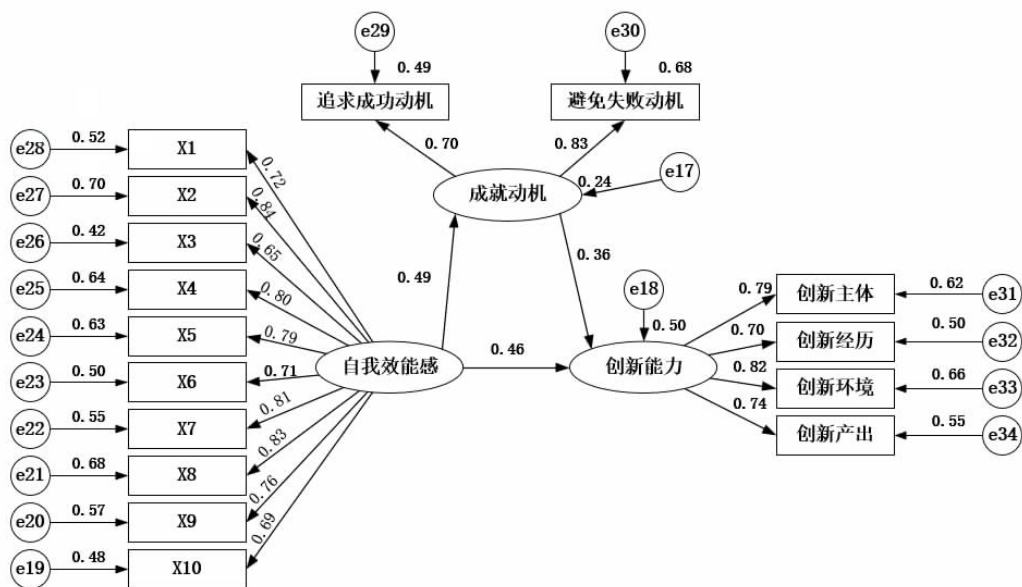 e29
0.49
追求成功动机
e30
0.68
避免失败动机
0.70
0.83
成就动机
0.24
e17
e28
0.52
X1
0.72
e27
0.70
X2
0.84
e26
0.42
X3
0.65
e25
0.64
X4
0.80
e24
0.63
X5
0.79
e23
0.50
X6
0.71
e22
0.55
X7
0.81
e21
0.68
X8
0.83
e20
0.57
X9
0.76
e19
0.48
X10
0.69
自我效能感
0.49
0.46
0.36
e18
0.50
创新能力
0.79
创新主体
0.62
e31
0.70
创新经历
0.50
e32
0.82
创新环境
0.66
e33
0.74
创新产出
0.55
e34